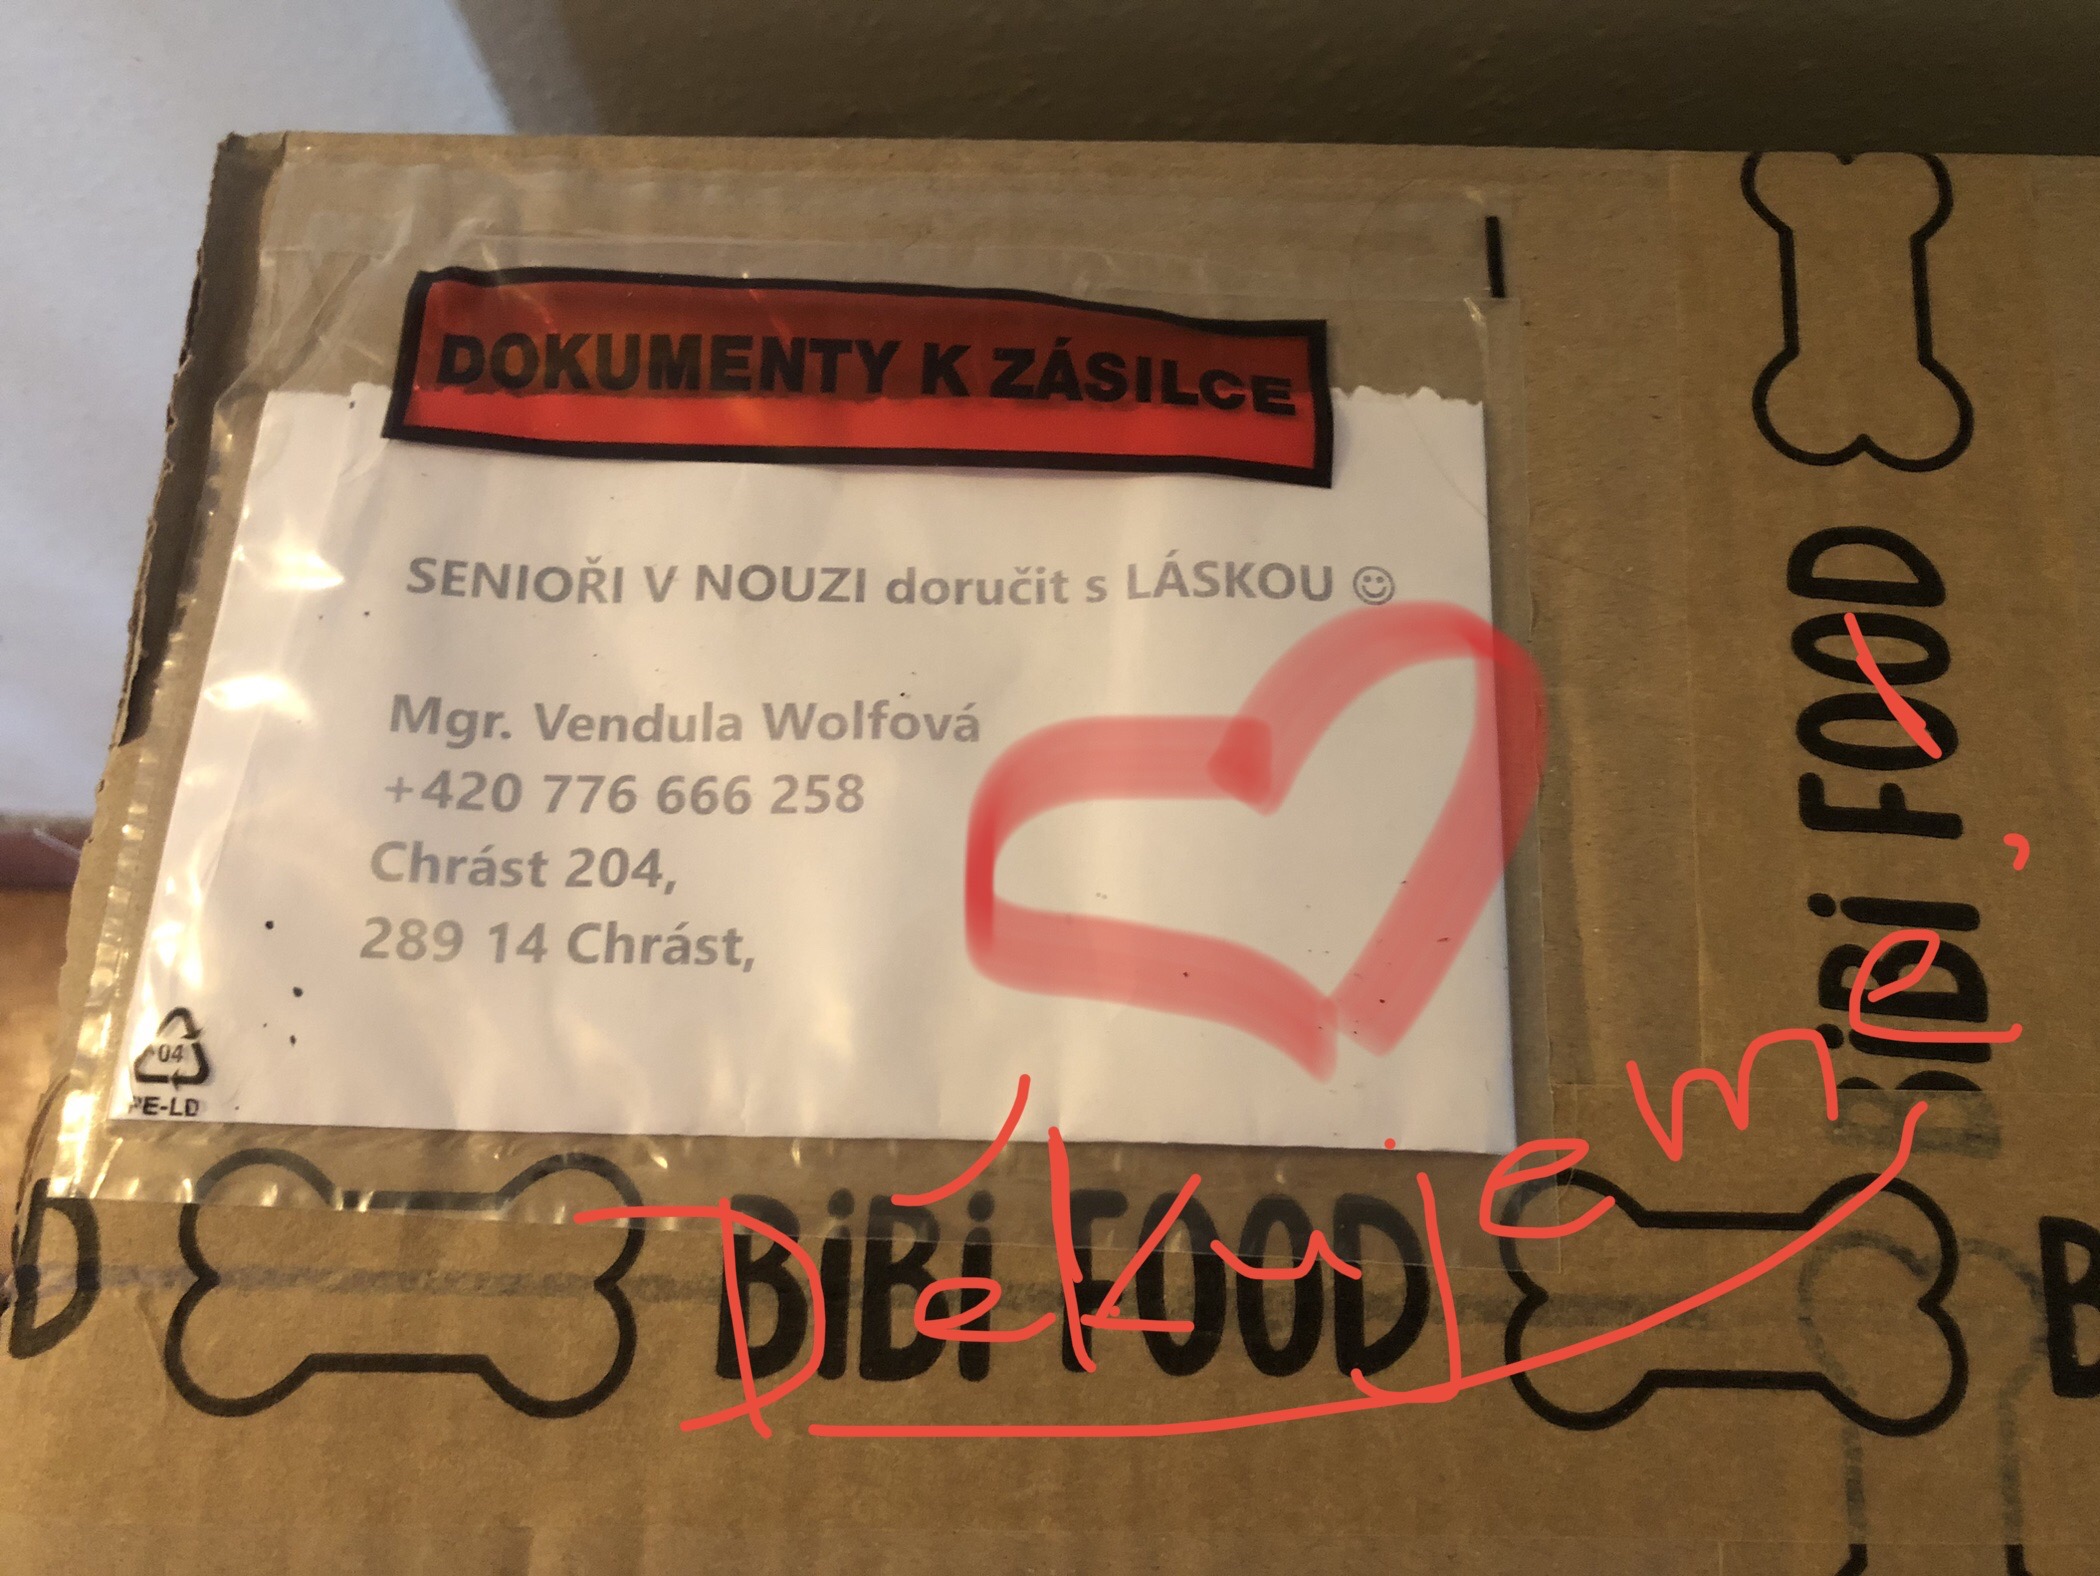 DOKUMENTY K ZÁSILCE
SENIOŘI V NOUZI doručit s LÁSKOU ☺
Mgr. Vendula Wolfová
+420 776 666 258
Chrást 204,
289 14 Chrást,
04
PE-LD
BiBi FOOD
BiBi FOOD
Dékujeme
D
B